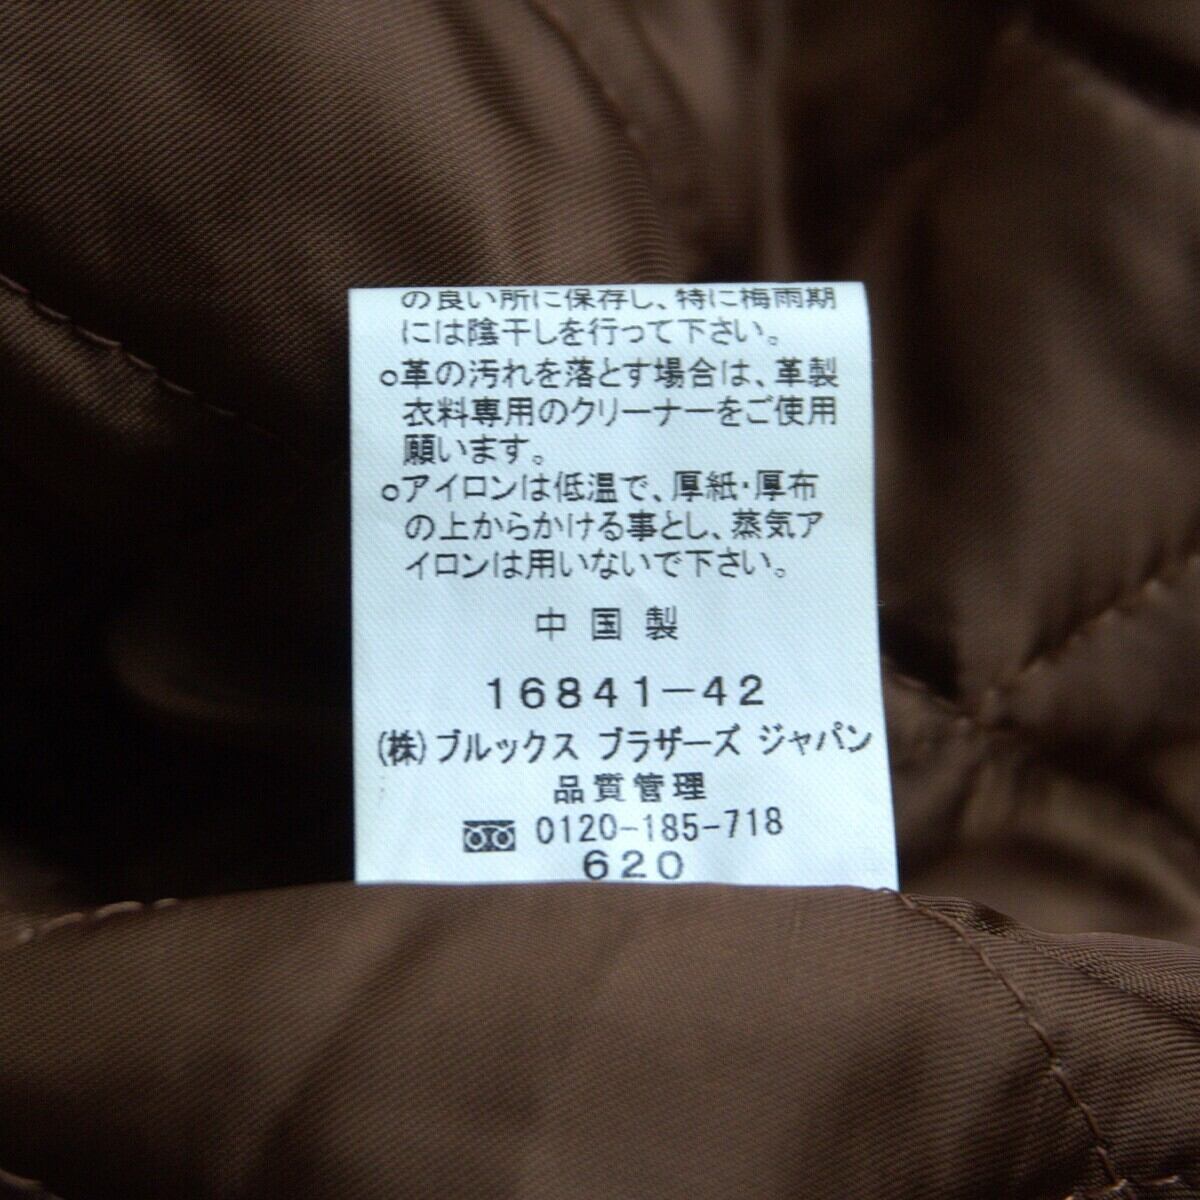 の良い所に保存し、特に梅雨期
には陰干しを行って下さい。
○革の汚れを落とす場合は、革製
衣料専用のクリーナーをご使用
願います。
○アイロンは低温で、厚紙・厚布
の上からかける事とし、蒸気ア
イロンは用いないで下さい。
中国製
16841-42
(株)ブルックス ブラザーズ ジャパン
品質管理
0120-185-718
620